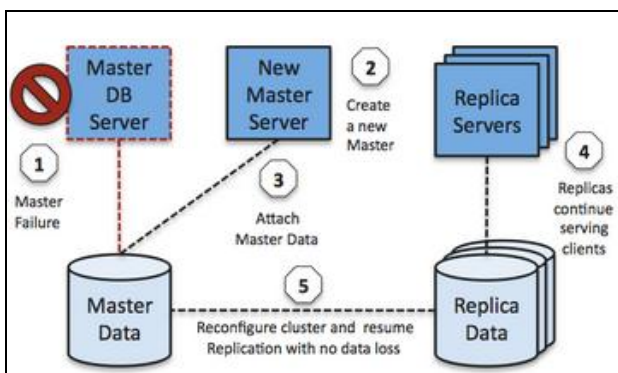 Master
DB
Server
New
Master
Server
2
Create
a new
Master
Replica
Servers
1
Master
Failure
3
Attach
Master Data
4
Replicas
continue
serving
clients
Master
Data
5
Reconfigure cluster and resume
Replication with no data loss
Replica
Data